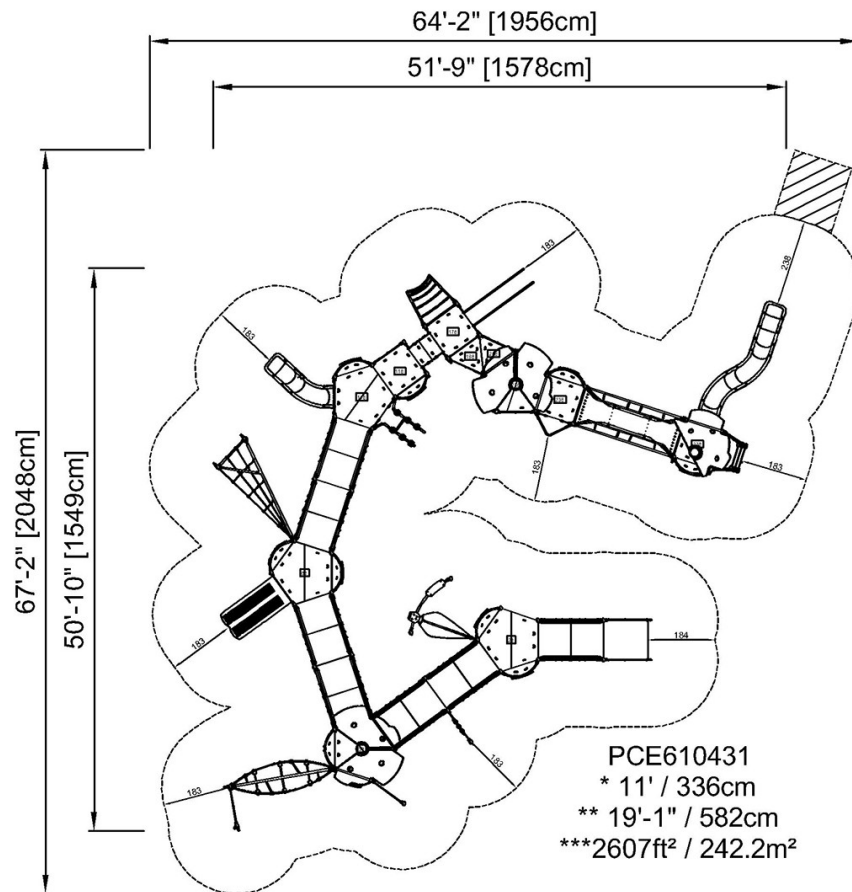 64'-2" [1956cm]
51'-9" [1578cm]
67'-2" [2048cm]
50'-10" [1549cm]
183
238
183
183
183
183
184
183
183
PCE610431
* 11' / 336cm
** 19'-1" / 582cm
***2607ft² / 242.2m²